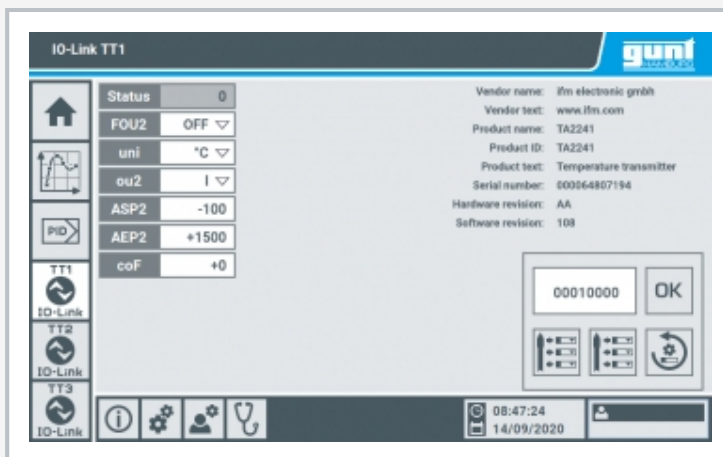 IO-Link TT1
gunt
HAMBURG
Status 0
FOU2 OFF
uni °C
ou2 I
ASP2 -100
AEP2 +1500
coF +0
Vendor name: ifm electronic gmbh
Vendor text: www.ifm.com
Product name: TA2241
Product ID: TA2241
Product text: Temperature transmitter
Serial number: 000064807194
Hardware revision: AA
Software revision: 108
PID
TT1
IO-Link
TT2
IO-Link
TT3
IO-Link
00010000 OK
08:47:24
14/09/2020